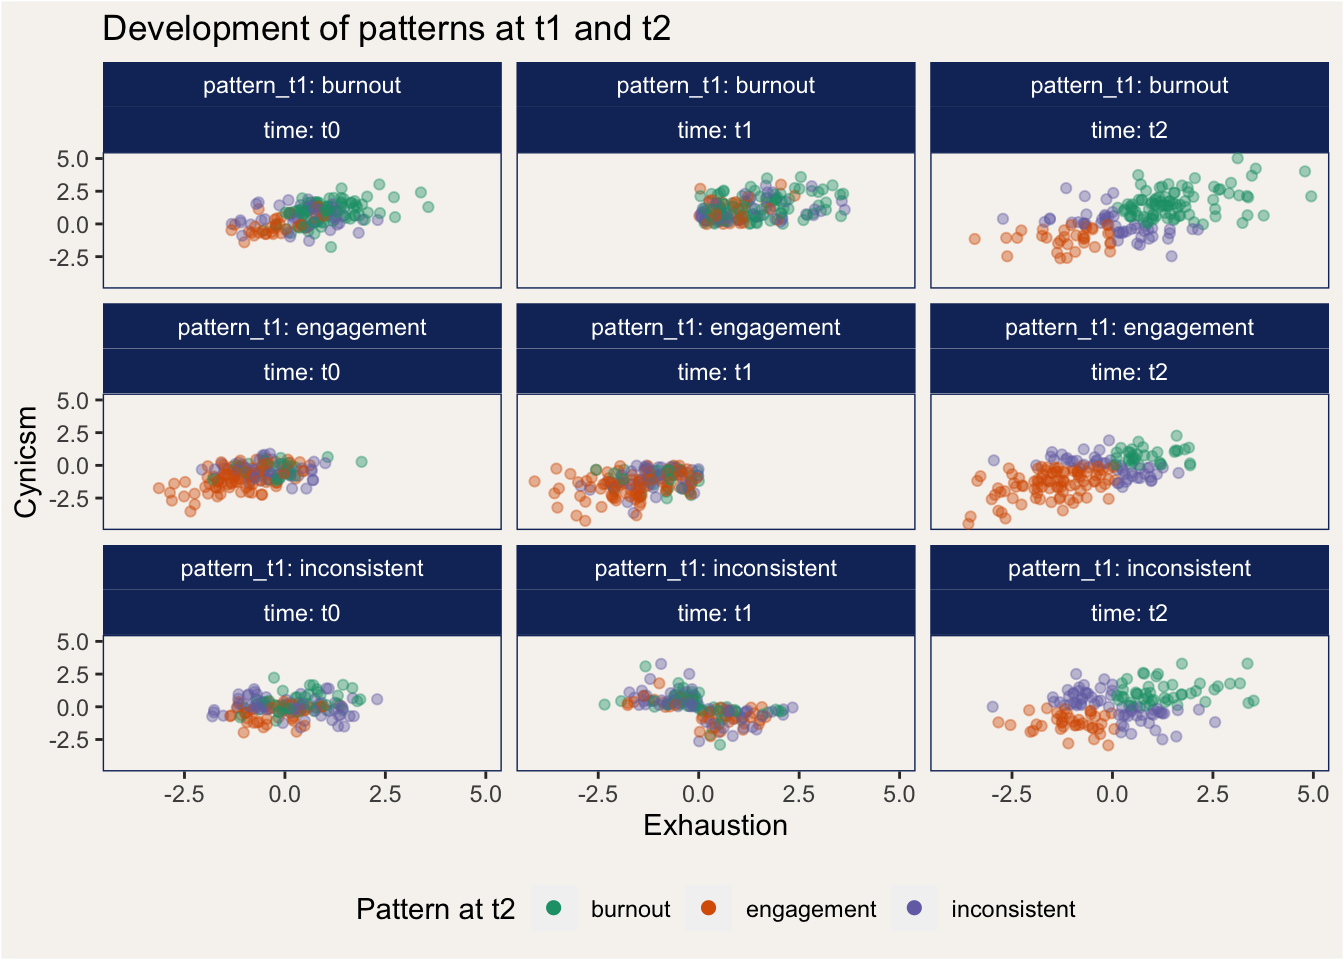 Development of patterns at t1 and t2
pattern_t1: burnout
pattern_t1: burnout
pattern_t1: burnout
time: t0
time: t1
time: t2
5.0
2.5
0.0
-2.5
pattern_t1: engagement
pattern_t1: engagement
pattern_t1: engagement
time: t0
time: t1
time: t2
5.0
2.5
0.0
-2.5
Cynicsm
pattern_t1: inconsistent
pattern_t1: inconsistent
pattern_t1: inconsistent
time: t0
time: t1
time: t2
5.0
2.5
0.0
-2.5
-2.5 0.0 2.5 5.0
-2.5 0.0 2.5 5.0
-2.5 0.0 2.5 5.0
Exhaustion
Pattern at t2 burnout engagement inconsistent